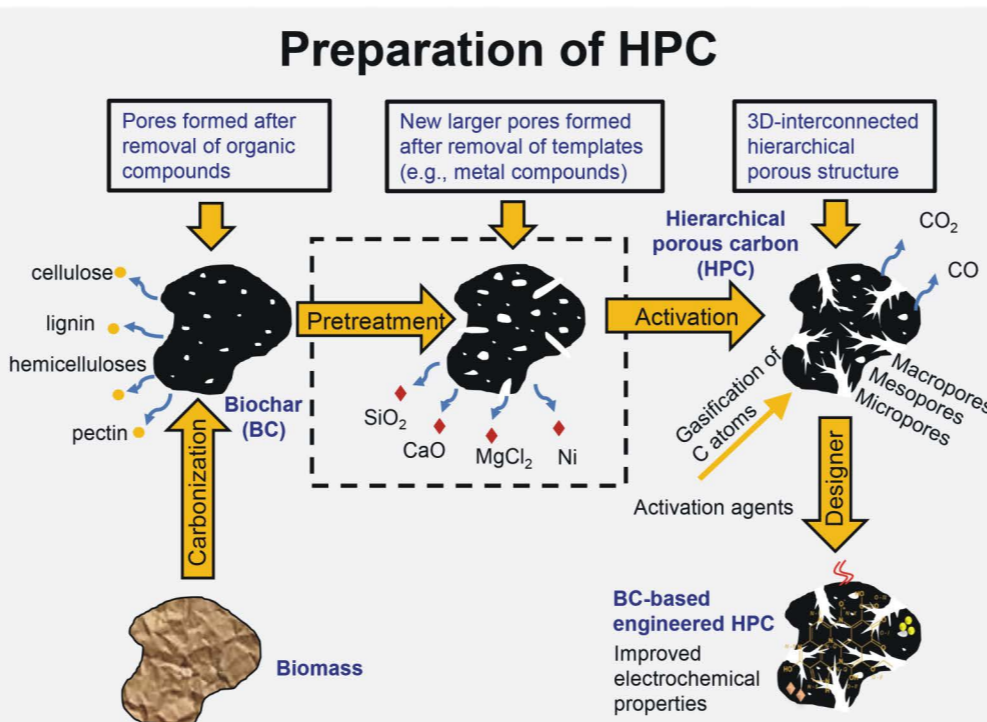 Preparation of HPC
Pores formed after
removal of organic
compounds
New larger pores formed
after removal of templates
(e.g., metal compounds)
3D-interconnected
hierarchical
porous structure
Hierarchical
porous carbon
(HPC)
CO₂
CO
cellulose
lignin
hemicelluloses
pectin
Pretreatment
Activation
Biochar
(BC)
SiO₂
CaO
MgCl₂
Ni
Gasification of
C atoms
Macropores
Mesopores
Micropores
Activation agents
Carbonization
Designer
Biomass
BC-based
engineered HPC
Improved
electrochemical
properties